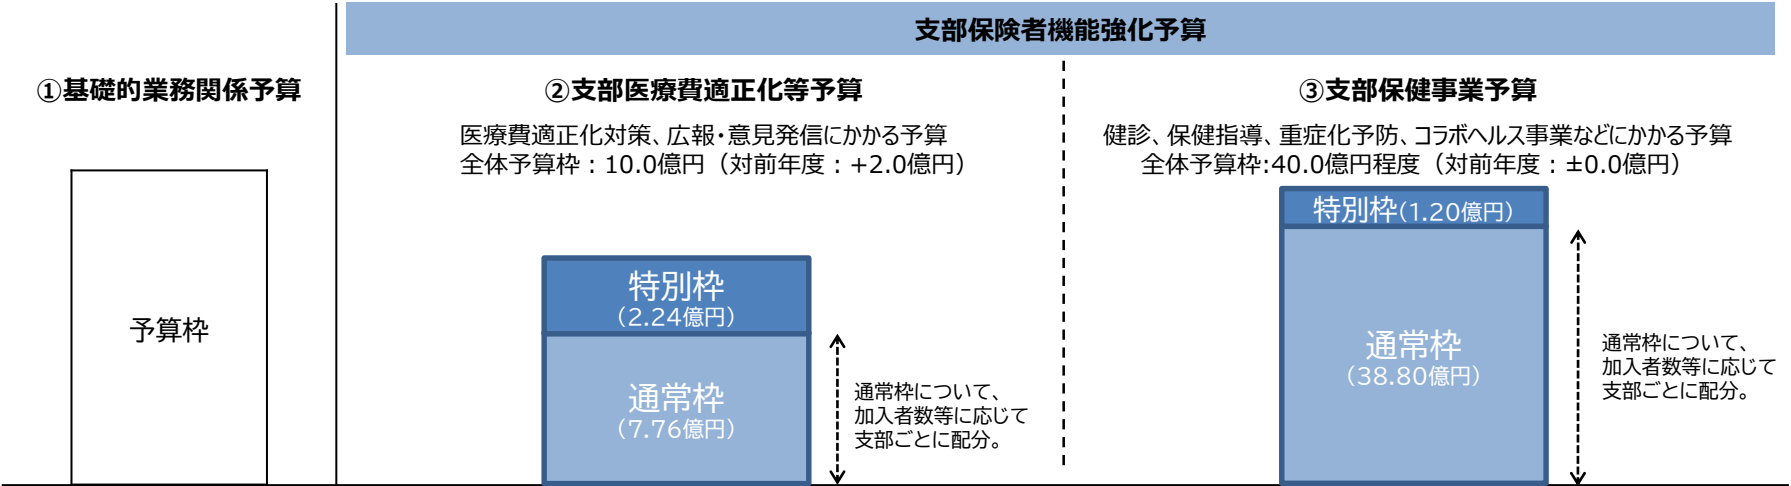 支部保険者機能強化予算
①基礎的業務関係予算
予算枠
②支部医療費適正化等予算
医療費適正化対策、広報・意見発信にかかる予算
全体予算枠：10.0億円（対前年度：+2.0億円）
特別枠
（2.24億円）
通常枠
（7.76億円）
通常枠について、
加入者数等に応じて
支部ごとに配分。
③支部保健事業予算
健診、保健指導、重症化予防、コラボヘルス事業などにかかる予算
全体予算枠:40.0億円程度（対前年度：±0.0億円）
特別枠（1.20億円）
通常枠
（38.80億円）
通常枠について、
加入者数等に応じて
支部ごとに配分。